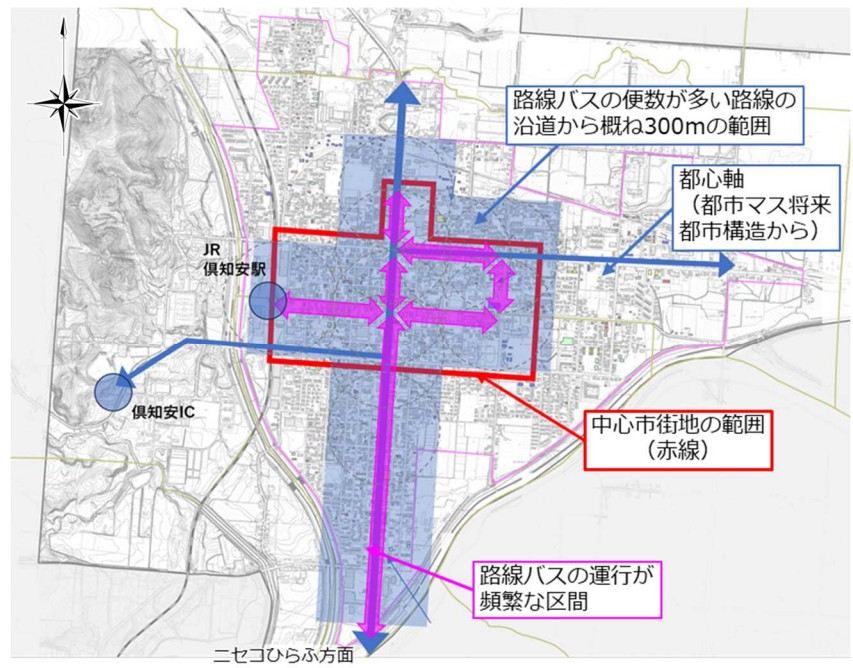 路線バスの便数が多い路線の
沿道から概ね300mの範囲
都心軸
（都市マス将来
都市構造から）
JR
倶知安駅
倶知安IC
中心市街地の範囲
（赤線）
路線バスの運行が
頻繁な区間
ニセコひらふ方面